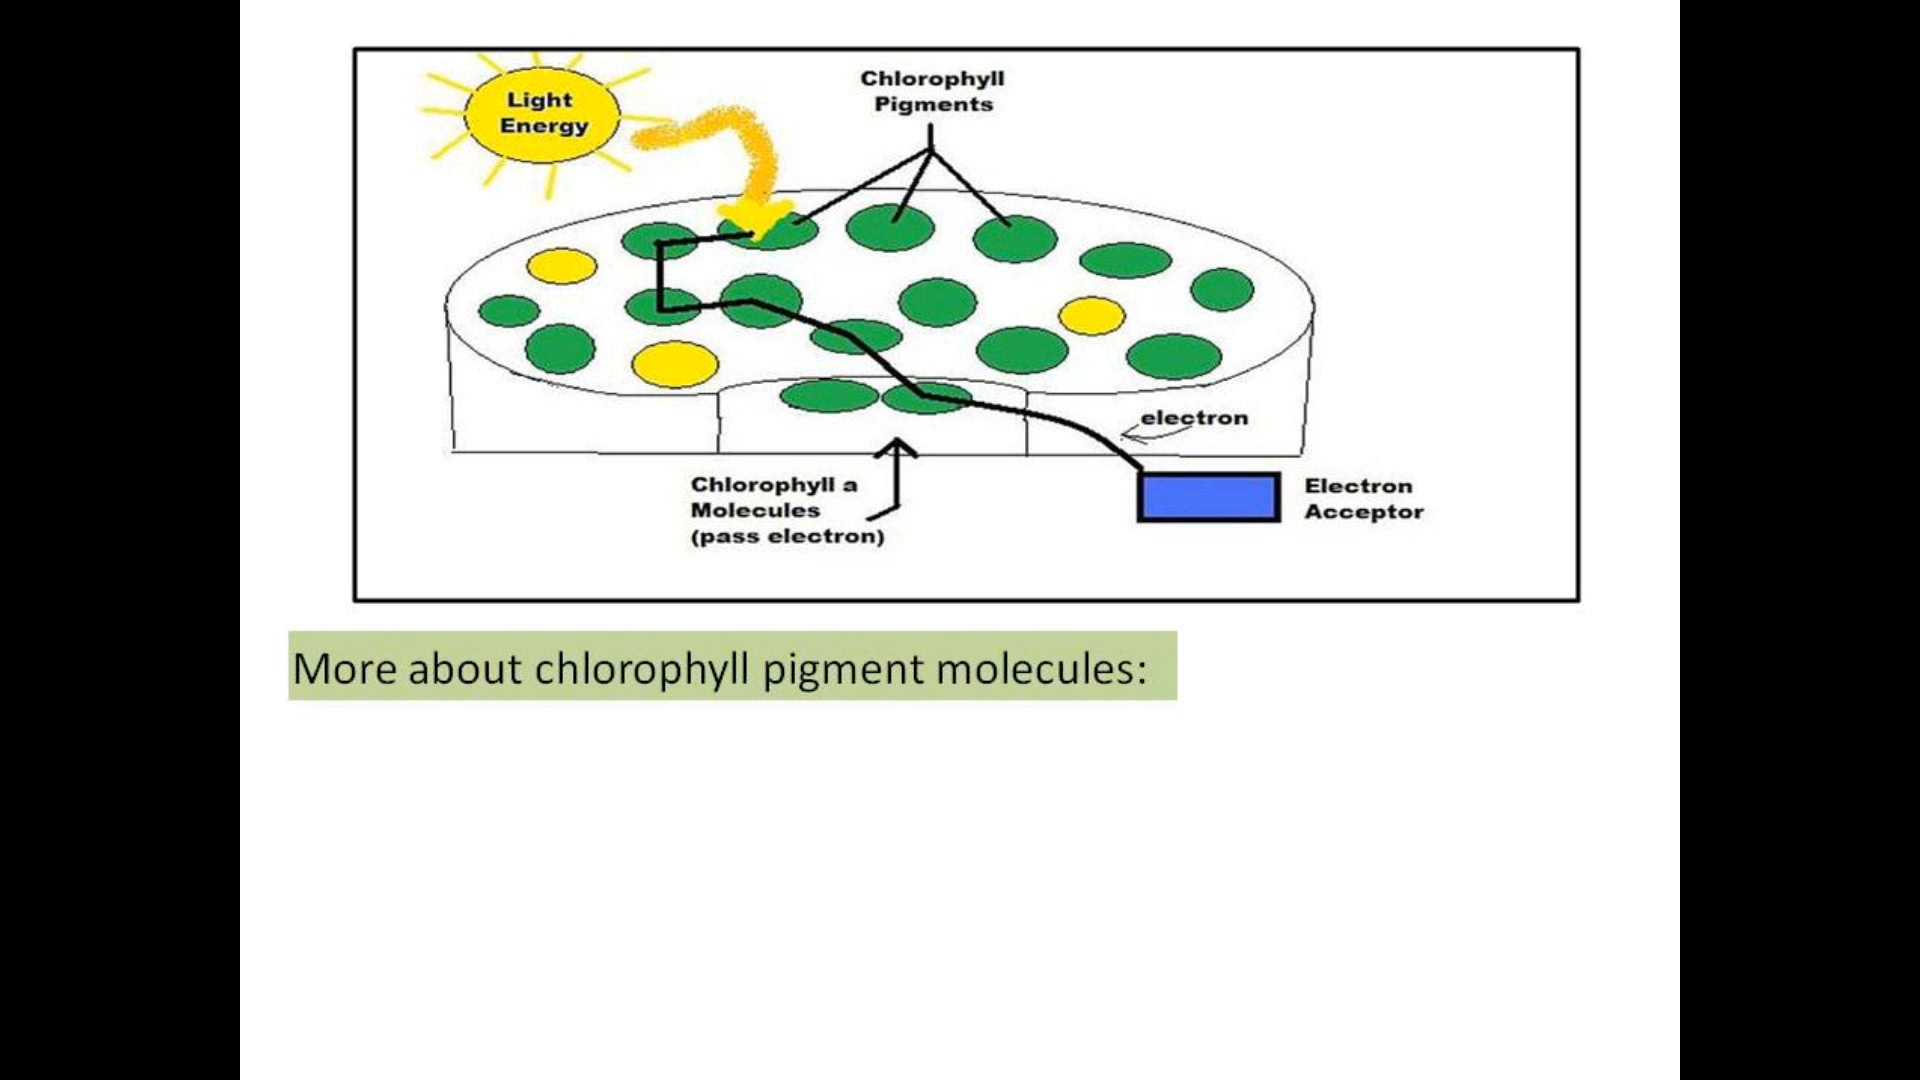 Light
Energy
Chlorophyll
Pigments
electron
Chlorophyll a
Molecules
(pass electron)
Electron
Acceptor
More about chlorophyll pigment molecules: